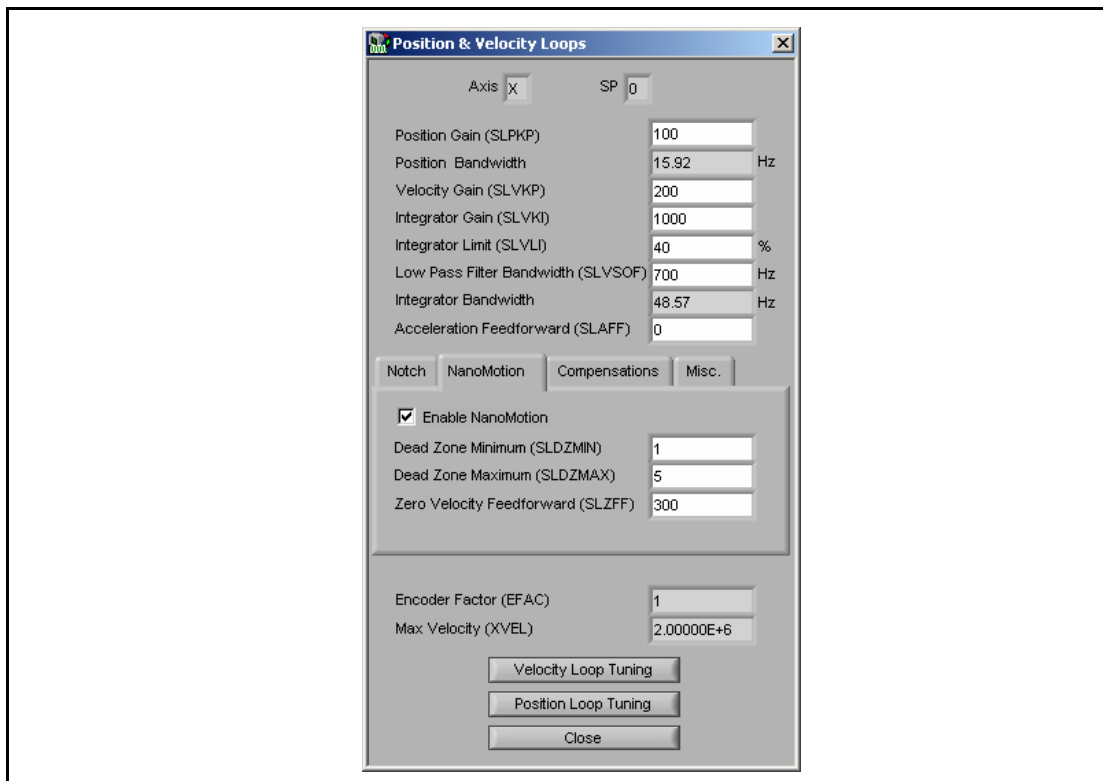 Position & Velocity Loops
Axis X SP 0
Position Gain (SLPKP) 100
Position Bandwidth 15.92 Hz
Velocity Gain (SLVKP) 200
Integrator Gain (SLVKI) 1000
Integrator Limit (SLVLI) 40 %
Low Pass Filter Bandwidth (SLVSOF) 700 Hz
Integrator Bandwidth 48.57 Hz
Acceleration Feedforward (SLAFF) 0
Notch NanoMotion Compensations Misc.
Enable NanoMotion
Dead Zone Minimum (SLDZMIN) 1
Dead Zone Maximum (SLDZMAX) 5
Zero Velocity Feedforward (SLZFF) 300
Encoder Factor (EFAC) 1
Max Velocity (XVEL) 2.00000E+6
Velocity Loop Tuning
Position Loop Tuning
Close